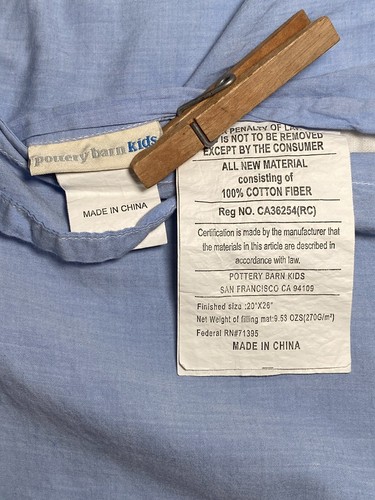 pottery barn kids
MADE IN CHINA
PENALTY OF LA
IS NOT TO BE REMOVED
EXCEPT BY THE CONSUMER
ALL NEW MATERIAL
consisting of
100% COTTON FIBER
Reg NO. CA36254(RC)
Certification is made by the manufacturer that
the materials in this article are described in
accordance with law.
POTTERY BARN KIDS
SAN FRANCISCO CA 94109
Finished size :20"X26"
Net Weight of filling mat:9.53 OZS(270G/m²)
Federal RN#71395
MADE IN CHINA